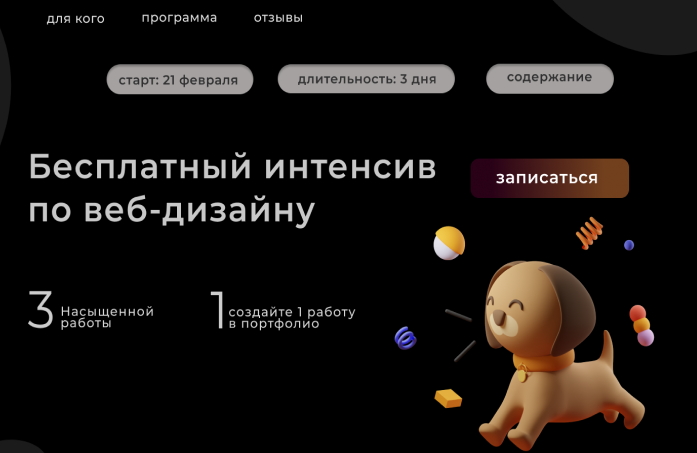 для кого программа отзывы
старт: 21 февраля длительность: 3 дня содержание
Бесплатный интенсив
по веб-дизайну
записаться
3 Насыщенной
работы
1 создайте 1 работу
в портфолио